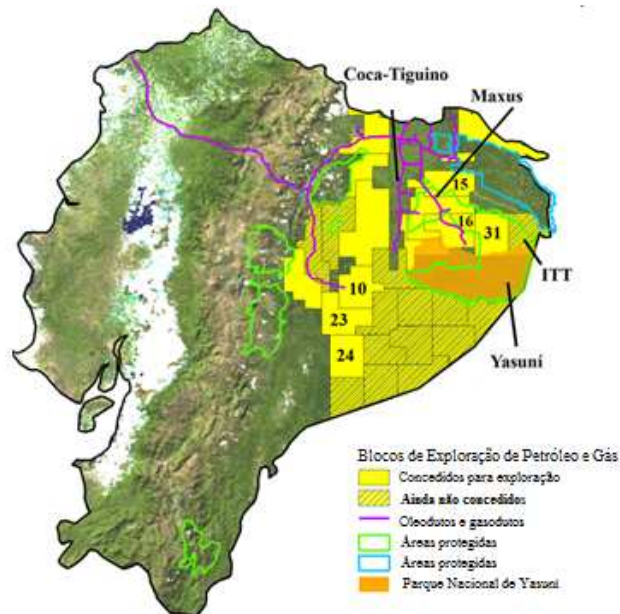 Coca-Tiguino
Maxus
15
16
31
ITT
10
23
24
Yasuní
Blocos de Exploração de Petróleo e Gás
Concedidos para exploração
Ainda não concedidos
Oleodutos e gasodutos
Áreas protegidas
Áreas protegidas
Parque Nacional de Yasuní